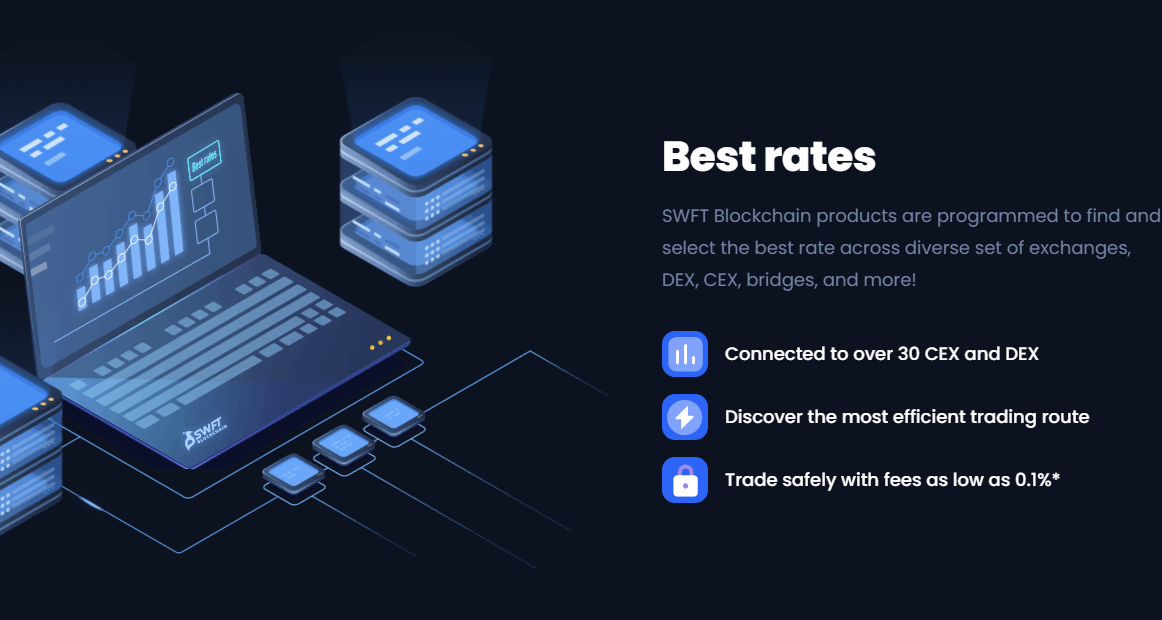 Best rates
Best rates
SWFT Blockchain products are programmed to find and
select the best rate across diverse set of exchanges,
DEX, CEX, bridges, and more!
Connected to over 30 CEX and DEX
Discover the most efficient trading route
Trade safely with fees as low as 0.1%*
SWFT
BLOCKCHAIN